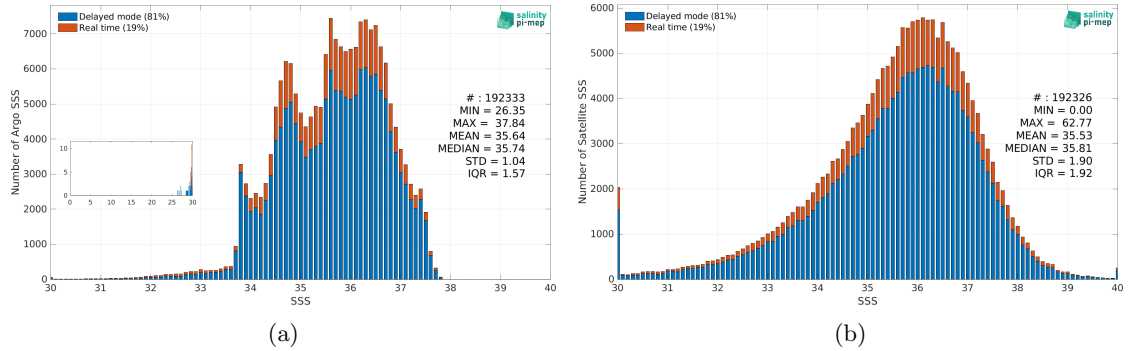 Delayed mode (81%)
Real time (19%)
salinity
pi-mep
Number of Argo SSS
7000
6000
5000
4000
3000
2000
1000
0
# : 192333
MIN = 26.35
MAX = 37.84
MEAN = 35.64
MEDIAN = 35.74
STD = 1.04
IQR = 1.57
10
5
0
0 5 10 15 20 25 30
30 31 32 33 34 35 36 37 38 39 40
SSS
(a)
Delayed mode (81%)
Real time (19%)
salinity
pi-mep
Number of Satellite SSS
6000
5000
4000
3000
2000
1000
0
# : 192326
MIN = 0.00
MAX = 62.77
MEAN = 35.53
MEDIAN = 35.81
STD = 1.90
IQR = 1.92
30 31 32 33 34 35 36 37 38 39 40
SSS
(b)